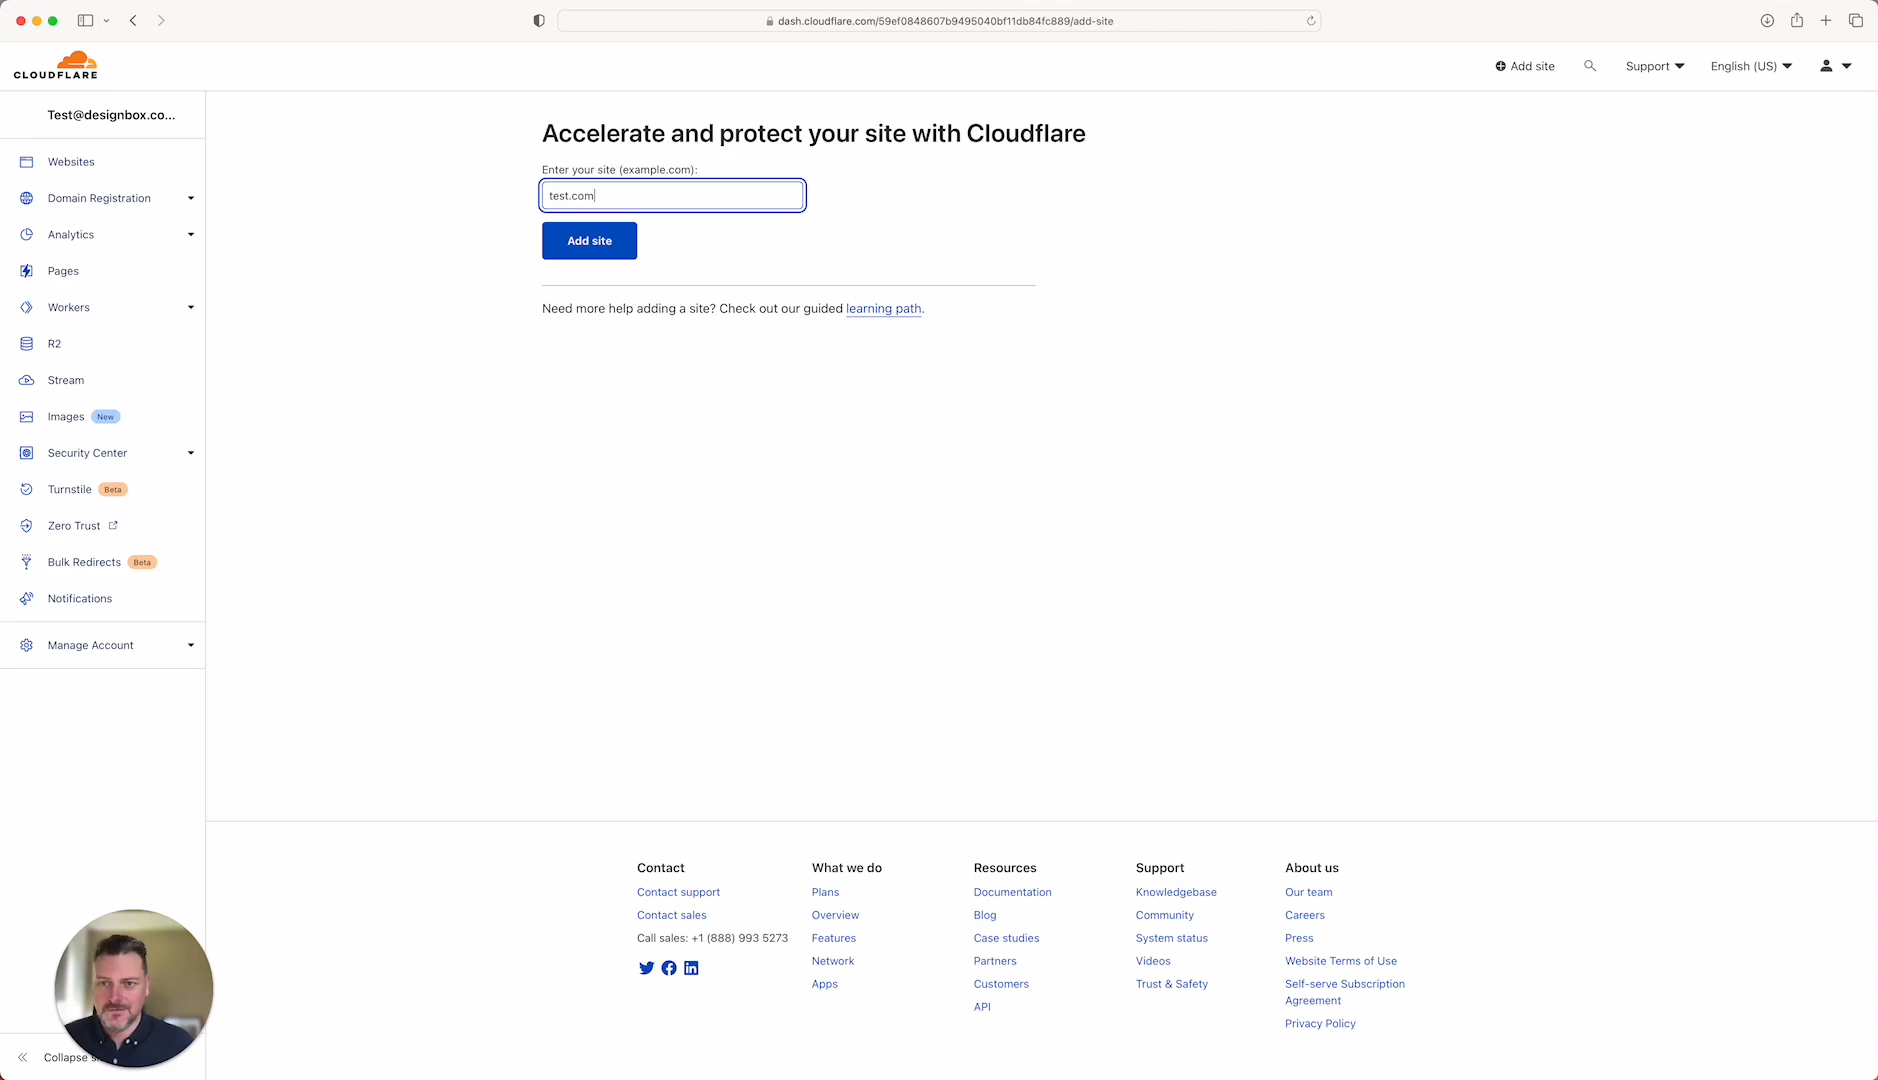 dash.cloudflare.com/59ef0848607b9495040bf11db84fc889/add-site
CLOUDFLARE
Add site
Support
English (US)
Test@designbox.co...
Websites
Domain Registration
Analytics
Pages
Workers
R2
Stream
Images New
Security Center
Turnstile Beta
Zero Trust
Bulk Redirects Beta
Notifications
Manage Account
Collapse
Accelerate and protect your site with Cloudflare
Enter your site (example.com):
test.com
Add site
Need more help adding a site? Check out our guided learning path.
Contact
Contact support
Contact sales
Call sales: +1 (888) 993 5273
What we do
Plans
Overview
Features
Network
Apps
Resources
Documentation
Blog
Case studies
Partners
Customers
API
Support
Knowledgebase
Community
System status
Videos
Trust & Safety
About us
Our team
Careers
Press
Website Terms of Use
Self-serve Subscription
Agreement
Privacy Policy